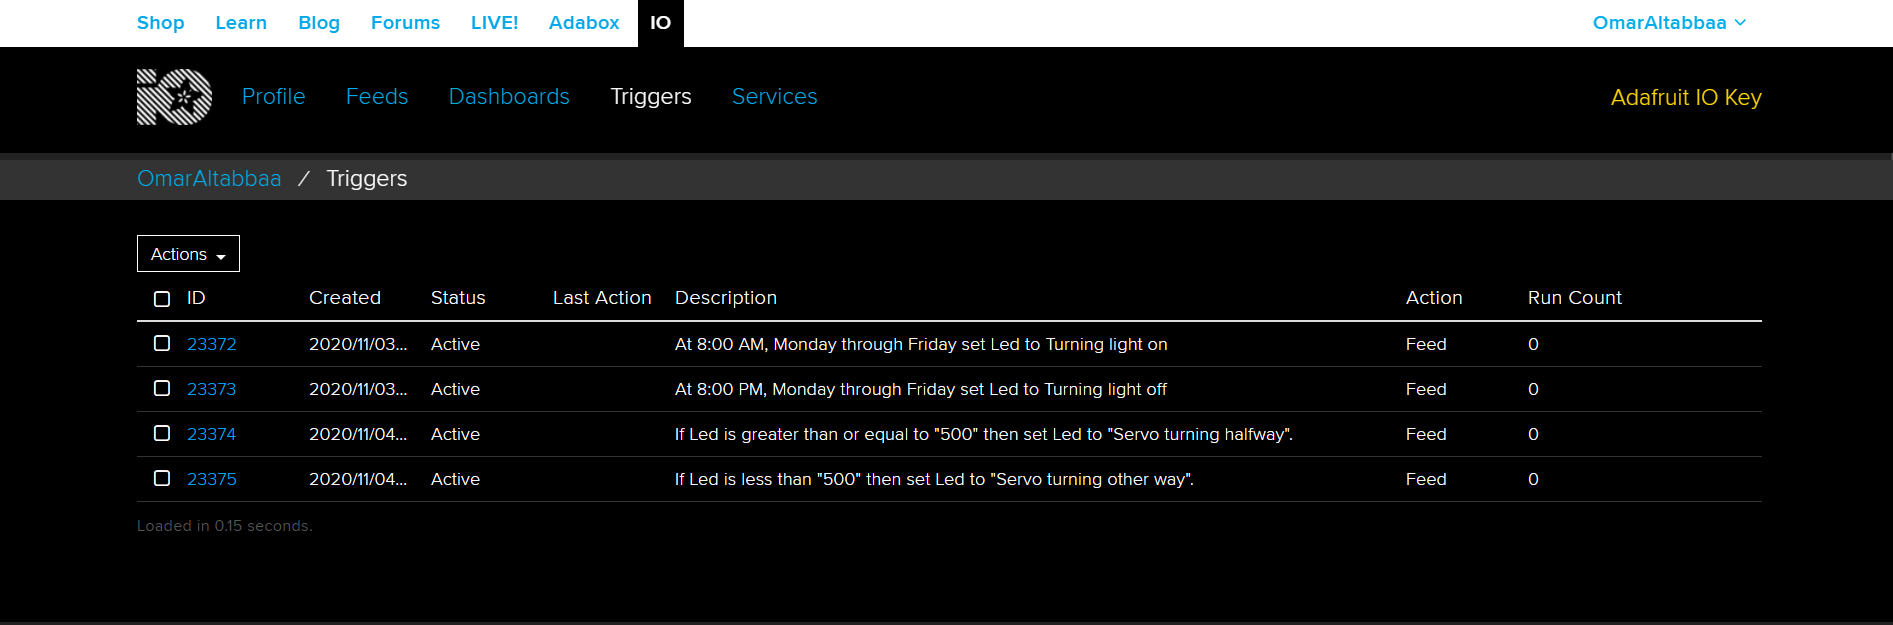 Shop Learn Blog Forums LIVE! Adabox IO OmarAltabbaa
Profile Feeds Dashboards Triggers Services Adafruit IO Key
OmarAltabbaa / Triggers
Actions
ID Created Status Last Action Description Action Run Count
23372 2020/11/03... Active At 8:00 AM, Monday through Friday set Led to Turning light on Feed 0
23373 2020/11/03... Active At 8:00 PM, Monday through Friday set Led to Turning light off Feed 0
23374 2020/11/04... Active If Led is greater than or equal to "500" then set Led to "Servo turning halfway". Feed 0
23375 2020/11/04... Active If Led is less than "500" then set Led to "Servo turning other way". Feed 0
Loaded in 0.15 seconds.